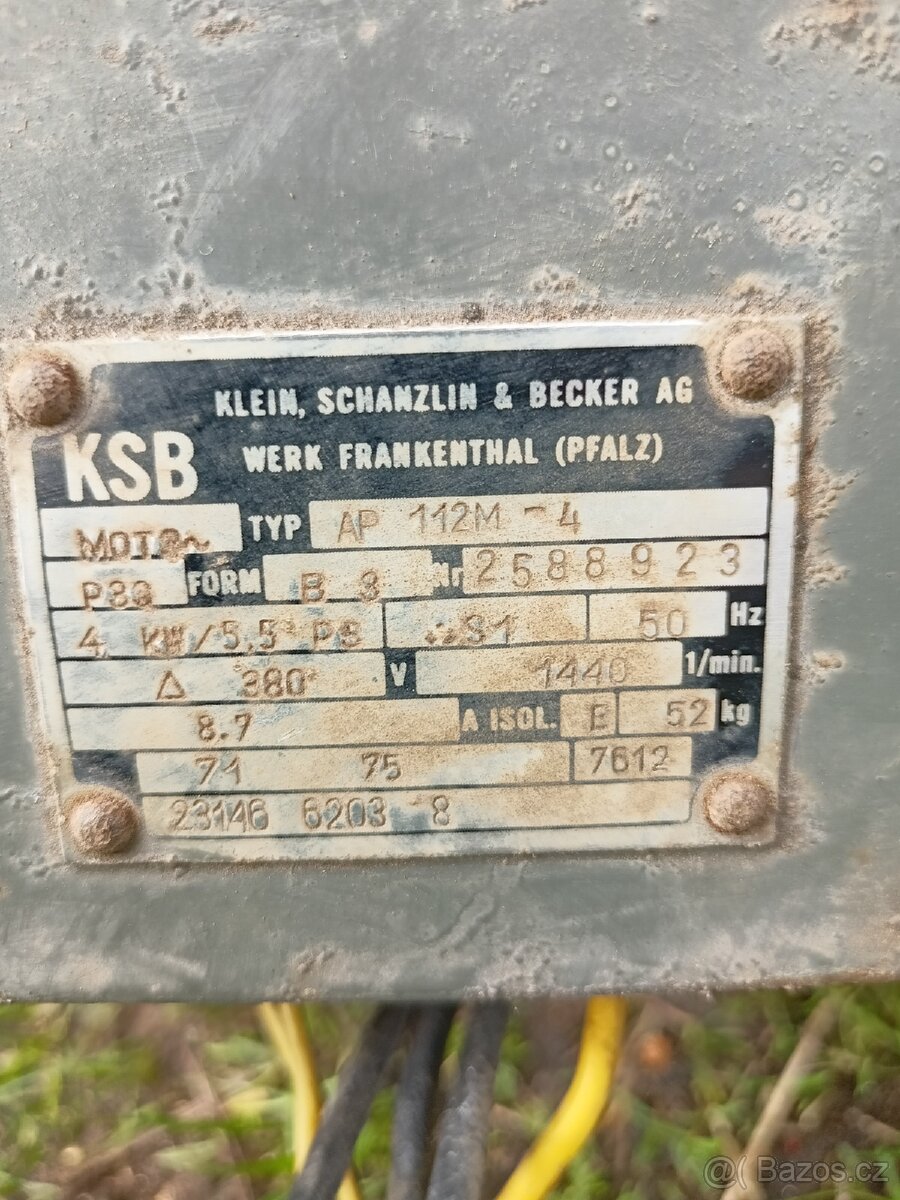 KLEIN, SCHANZLIN & BECKER AG
KSB WERK FRANKENTHAL (PFALZ)
MOT3~ TYP AP 112M - 4
FORM B 3 Nr 2588923
4 KW/5,5 PS S1 50 Hz
Δ 380 V 1440 1/min.
8.7 A ISOL. E 52 kg
71 75 7612
23146 6203 8
@( Bazos.cz